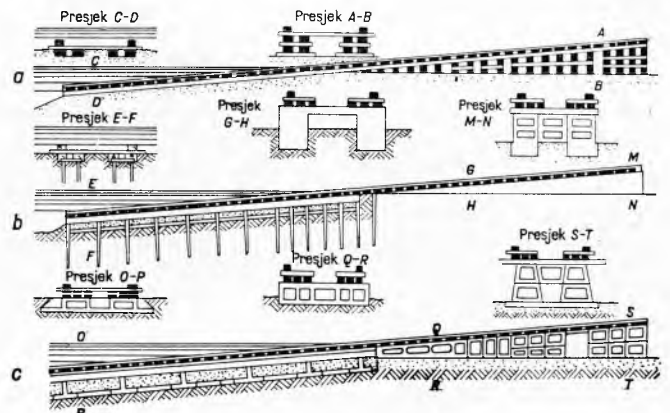 Presjek C-D
Presjek A-B
A
C
a
D
B
Presjek E-F
Presjek G-H
Presjek M-N
E
G
M
H
N
b
F
Presjek O-P
Presjek Q-R
Presjek S-T
O
Q
S
c
R
T
P